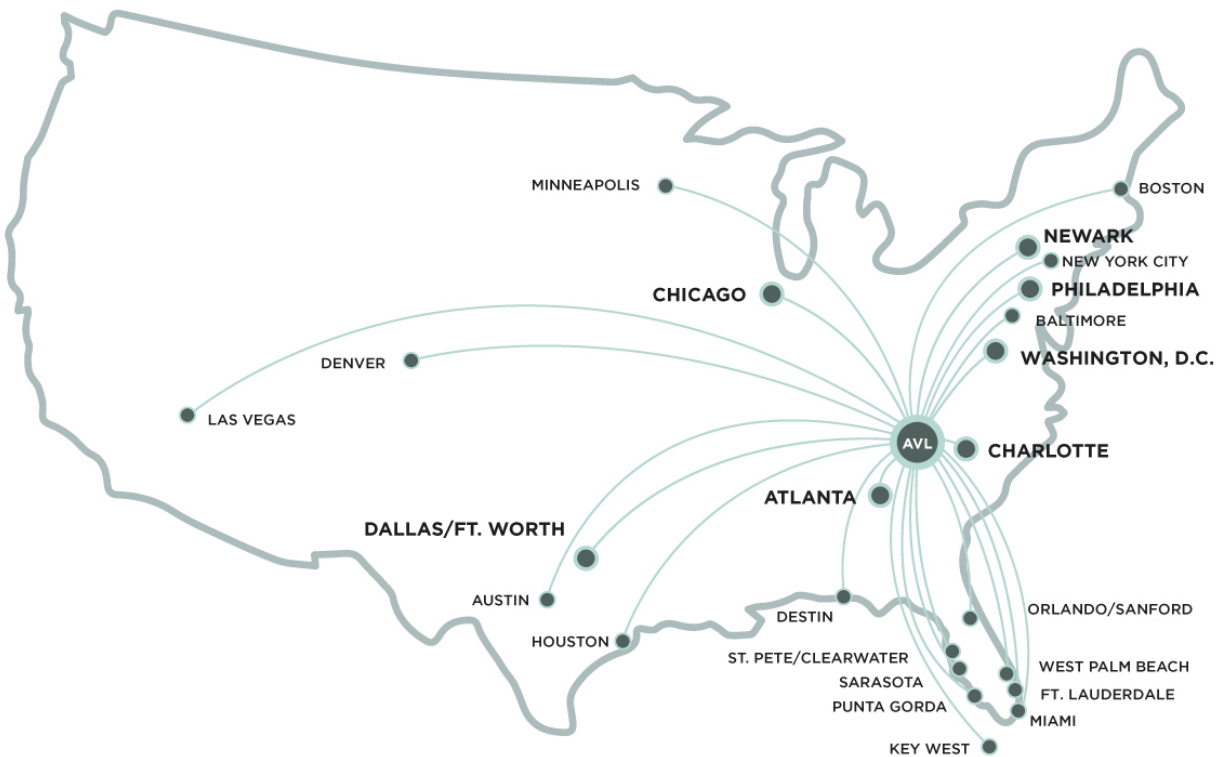 MINNEAPOLIS
BOSTON
NEWARK
NEW YORK CITY
CHICAGO
PHILADELPHIA
BALTIMORE
WASHINGTON, D.C.
DENVER
LAS VEGAS
AVL
CHARLOTTE
ATLANTA
DALLAS/FT. WORTH
AUSTIN
DESTIN
ORLANDO/SANFORD
HOUSTON
ST. PETE/CLEARWATER
WEST PALM BEACH
SARASOTA
FT. LAUDERDALE
PUNTA GORDA
MIAMI
KEY WEST